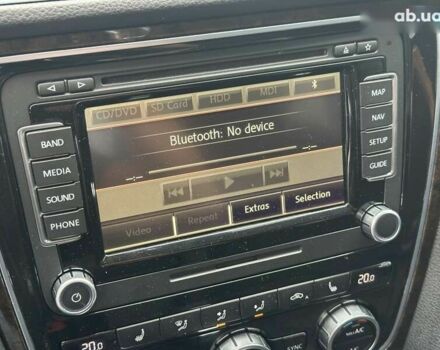 ab.ua
CD/DVD SD Card HDD MDI
Bluetooth: No device
-:-- -:--
Video Repeat Extras Selection
BAND
MEDIA
SOUND
PHONE
MAP
NAV
SETUP
GUIDE
20.0
20.0
SYNC
A/C